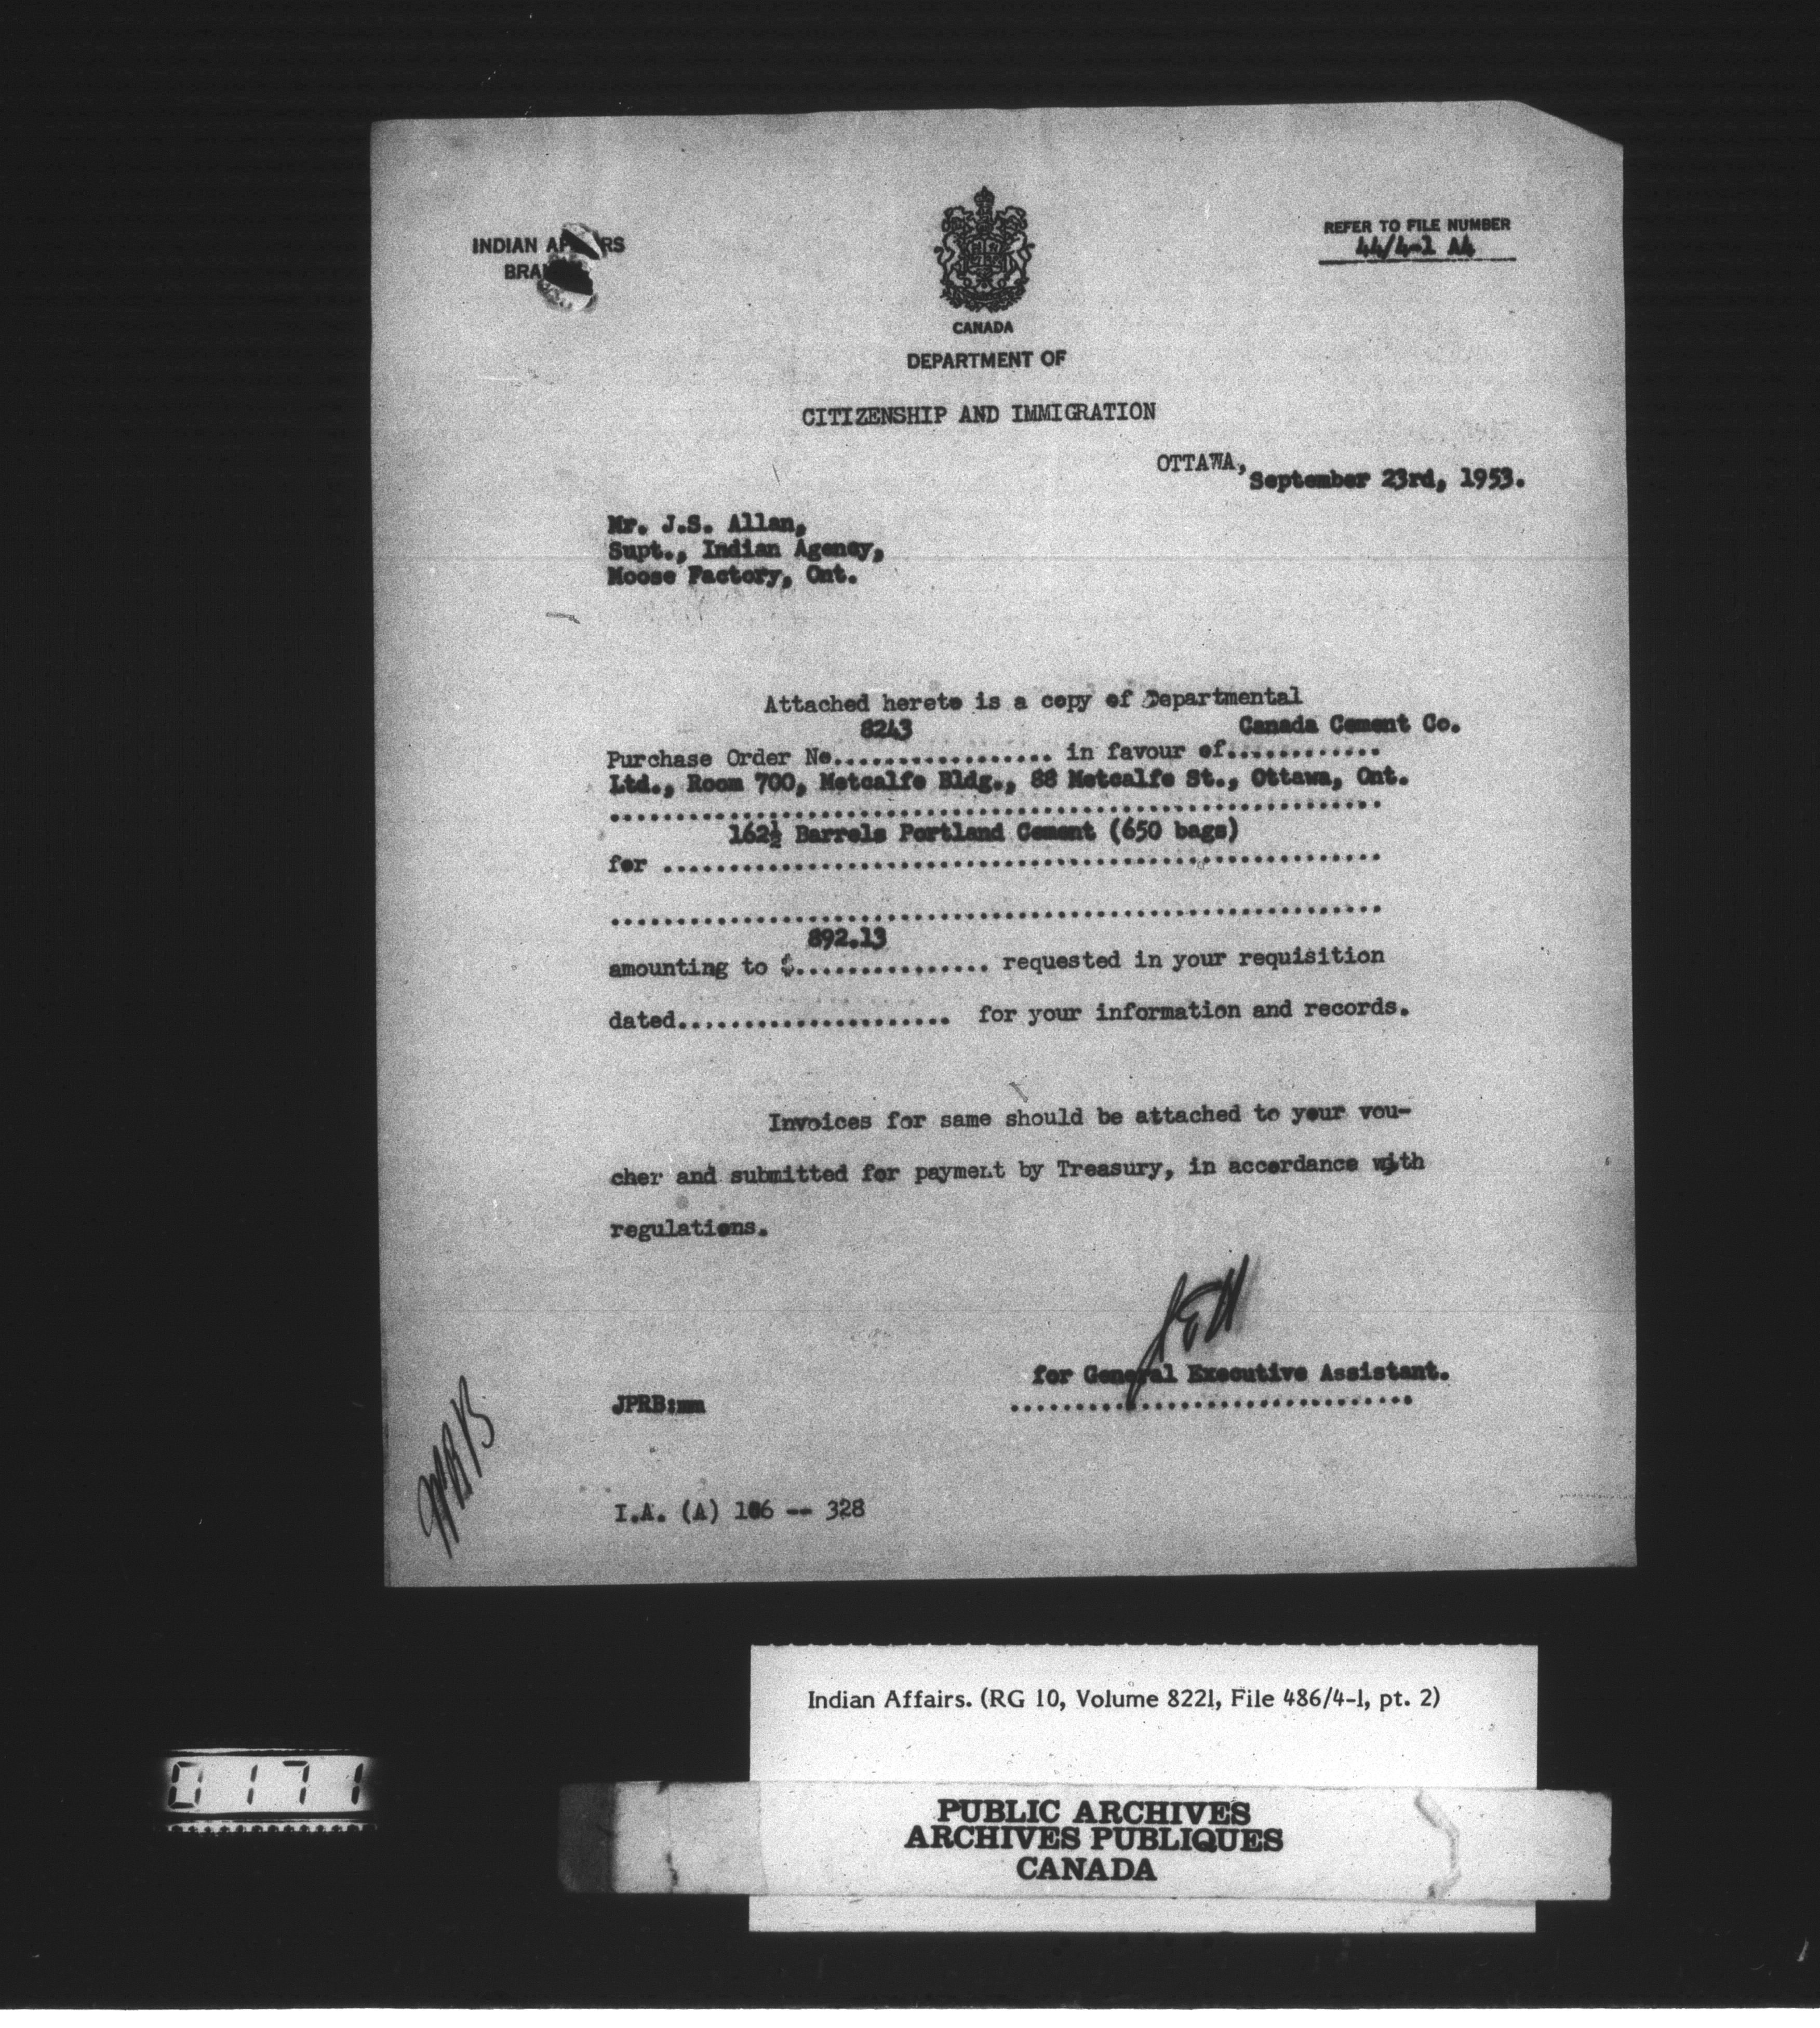 INDIAN AFFAIRS
BRANCH
REFER TO FILE NUMBER
44/4-1 A4
CANADA
DEPARTMENT OF
CITIZENSHIP AND IMMIGRATION
OTTAWA, September 23rd, 1953.
Mr. J.S. Allan,
Supt., Indian Agency,
Moose Factory, Ont.
Attached hereto is a copy of Departmental
8243 Canada Cement Co.
Purchase Order No................. in favour of............
Ltd., Room 700, Metcalfe Bldg., 88 Metcalfe St., Ottawa, Ont.
...........................................................
162½ Barrels Portland Cement (650 bags)
for .......................................................
...........................................................
892.13
amounting to $............... requested in your requisition
dated..................... for your information and records.
Invoices for same should be attached to your vou-
cher and submitted for payment by Treasury, in accordance with
regulations.
for General Executive Assistant.
...............................
JPRB:mm
I.A. (A) 106 -- 328
Indian Affairs. (RG 10, Volume 8221, File 486/4-1, pt. 2)
0171
PUBLIC ARCHIVES
ARCHIVES PUBLIQUES
CANADA